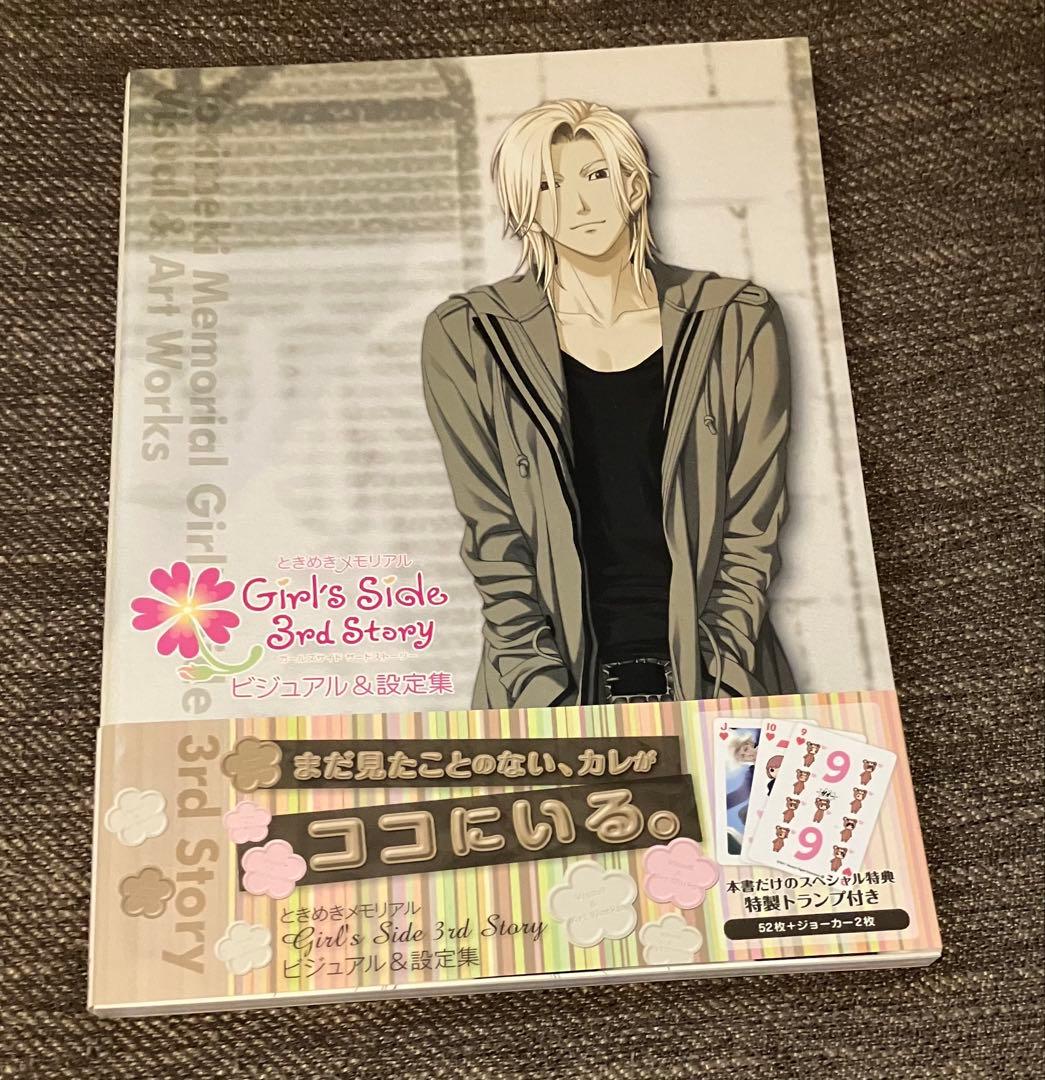 Tokimeki Memorial Girl's Side 3rd Story
Visual & Art Works
ときめきメモリアル
Girl's Side
3rd Story
ガールズサイド サードストーリー
ビジュアル&設定集
まだ見たことのない、カレが
ココにいる。
ときめきメモリアル
Girl's Side 3rd Story
ビジュアル&設定集
J
10
9
9
9
本書だけのスペシャル特典
特製トランプ付き
52枚+ジョーカー2枚